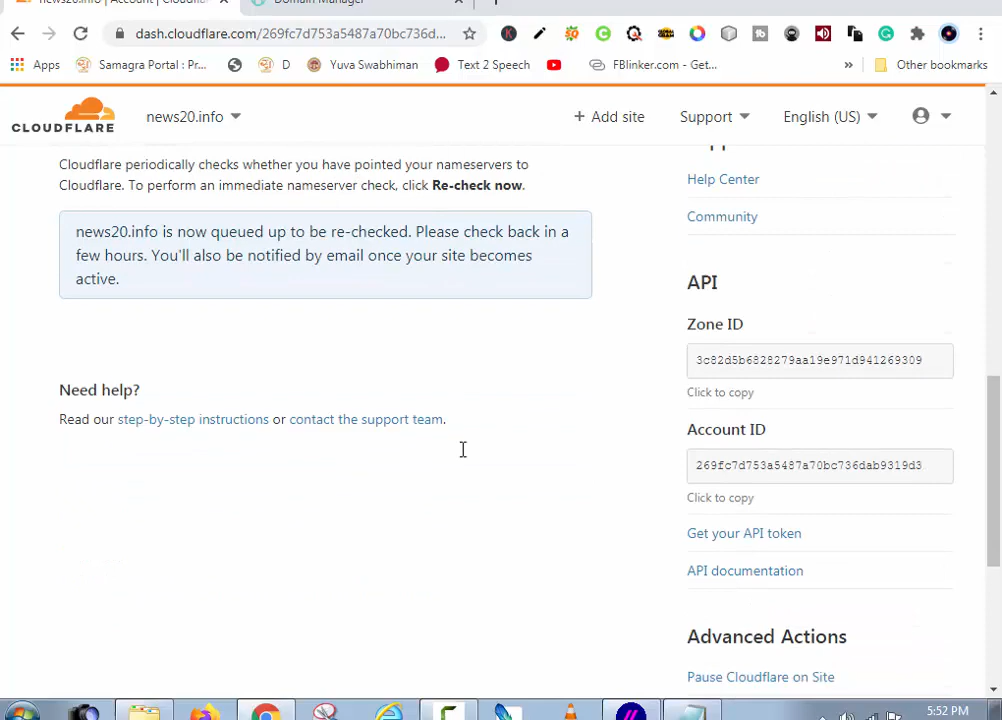 news20.info | Account | Cloudfl
Domain Manager
dash.cloudflare.com/269fc7d753a5487a70bc736d...
Apps
Samagra Portal : Pr...
D
Yuva Swabhiman
Text 2 Speech
FBlinker.com - Get...
»
Other bookmarks
CLOUDFLARE
news20.info
+ Add site
Support
English (US)
Cloudflare periodically checks whether you have pointed your nameservers to
Cloudflare. To perform an immediate nameserver check, click Re-check now.
news20.info is now queued up to be re-checked. Please check back in a
few hours. You'll also be notified by email once your site becomes
active.
Need help?
Read our step-by-step instructions or contact the support team.
Help Center
Community
API
Zone ID
3c82d5b6828279aa19e971d941269309
Click to copy
Account ID
269fc7d753a5487a70bc736dab9319d3
Click to copy
Get your API token
API documentation
Advanced Actions
Pause Cloudflare on Site
5:52 PM